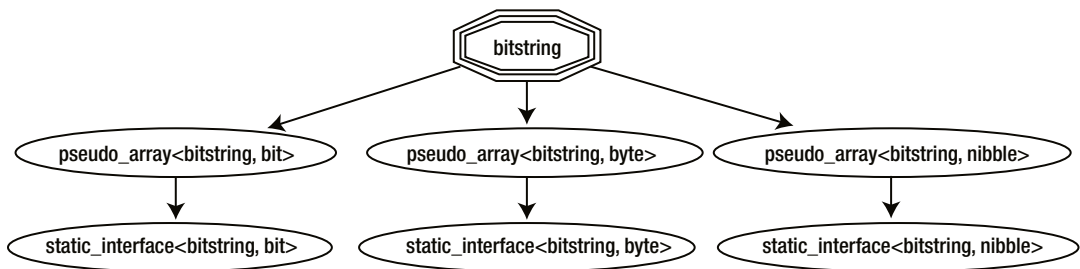 bitstring
pseudo_array<bitstring, bit>
pseudo_array<bitstring, byte>
pseudo_array<bitstring, nibble>
static_interface<bitstring, bit>
static_interface<bitstring, byte>
static_interface<bitstring, nibble>